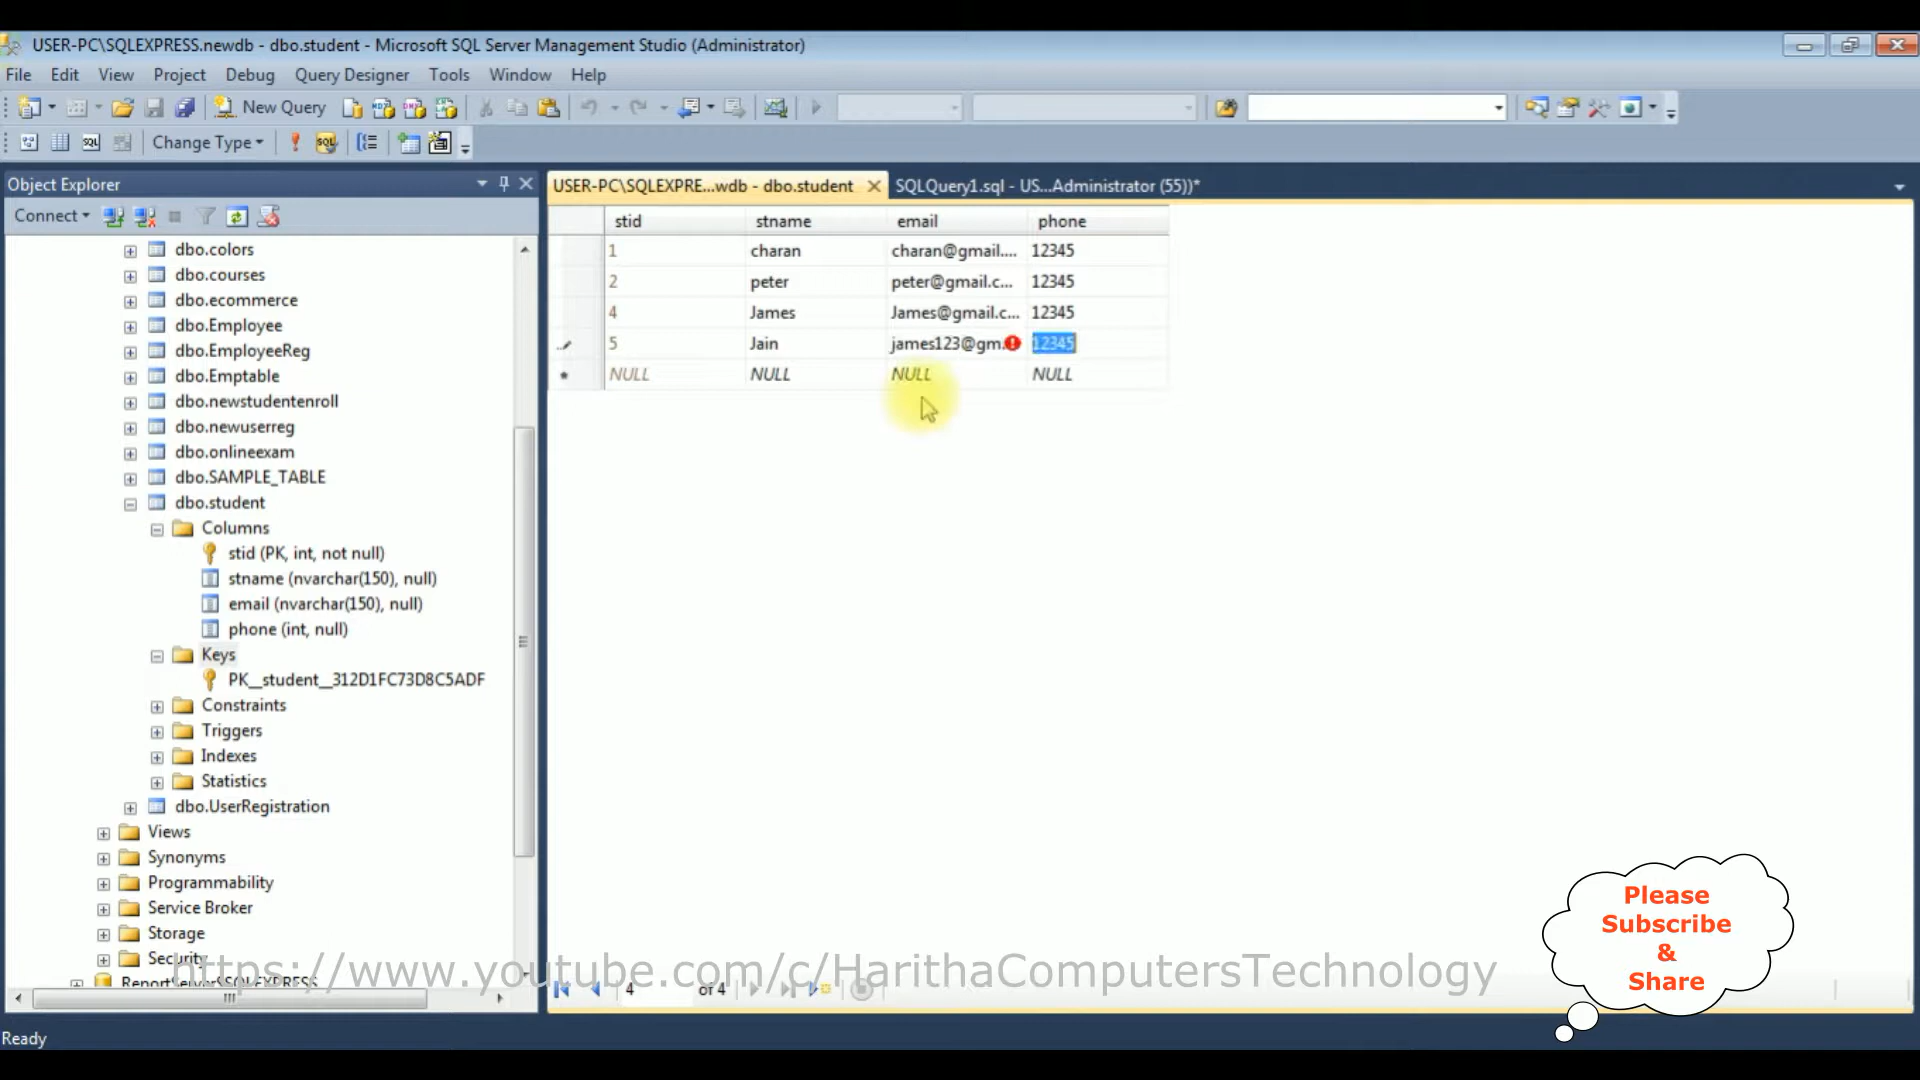 USER-PC\SQLEXPRESS.newdb - dbo.student - Microsoft SQL Server Management Studio (Administrator)
File Edit View Project Debug Query Designer Tools Window Help
New Query
Change Type
Object Explorer
USER-PC\SQLEXPRE...wdb - dbo.student
SQLQuery1.sql - US...Administrator (55))*
Connect
dbo.colors
dbo.courses
dbo.ecommerce
dbo.Employee
dbo.EmployeeReg
dbo.Emptable
dbo.newstudentenroll
dbo.newuserreg
dbo.onlineexam
dbo.SAMPLE_TABLE
dbo.student
Columns
stid (PK, int, not null)
stname (nvarchar(150), null)
email (nvarchar(150), null)
phone (int, null)
Keys
PK__student__312D1FC73D8C5ADF
Constraints
Triggers
Indexes
Statistics
dbo.UserRegistration
Views
Synonyms
Programmability
Service Broker
Storage
Security
ReportServer$SQLEXPRESS
stid stname email phone
1 charan charan@gmail.... 12345
2 peter peter@gmail.c... 12345
4 James James@gmail.c... 12345
5 Jain james123@gm. 12345
NULL NULL NULL NULL
4 of 4
https://www.youtube.com/c/HarithaComputersTechnology
Please
Subscribe
&
Share
Ready